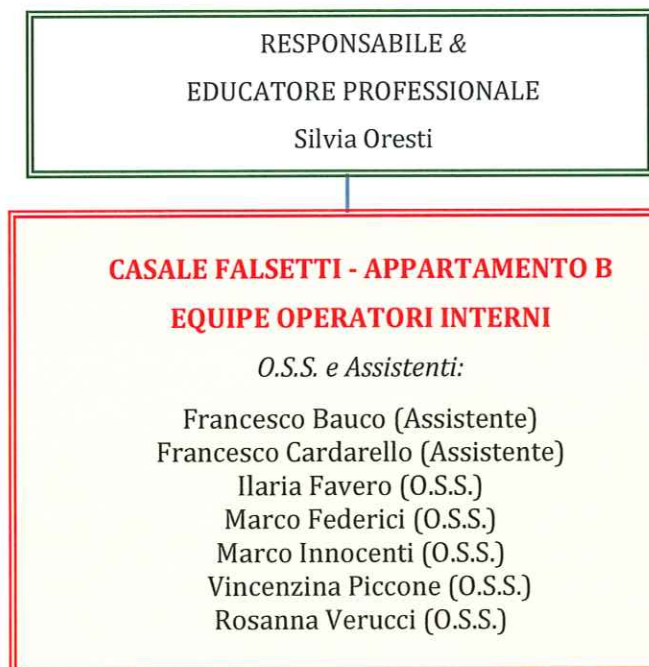 RESPONSABILE &
EDUCATORE PROFESSIONALE
Silvia Oresti
CASALE FALSETTI - APPARTAMENTO B
EQUIPE OPERATORI INTERNI
O.S.S. e Assistenti:
Francesco Bauco (Assistente)
Francesco Cardarello (Assistente)
Ilaria Favero (O.S.S.)
Marco Federici (O.S.S.)
Marco Innocenti (O.S.S.)
Vincenzina Piccone (O.S.S.)
Rosanna Verucci (O.S.S.)